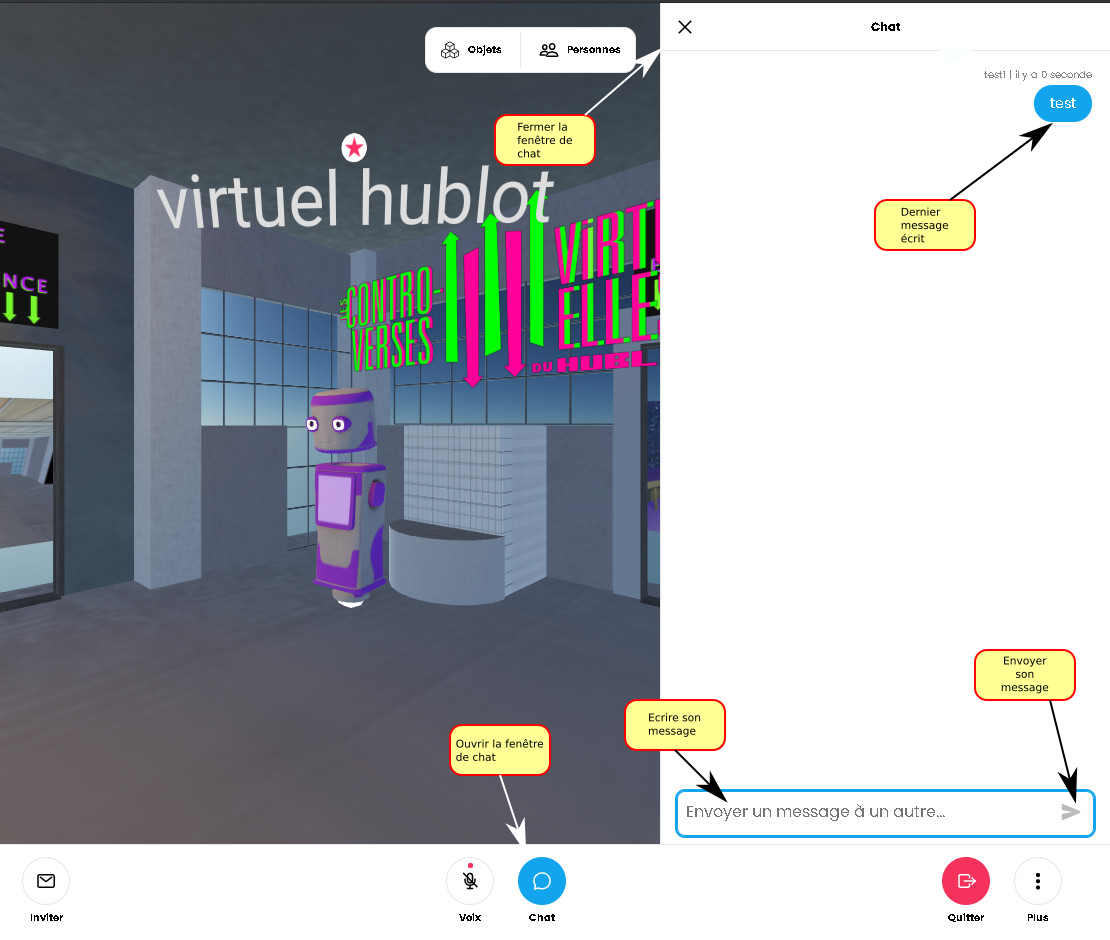 Objets
Personnes
Chat
test1 | il y a 0 seconde
test
Fermer la
fenêtre de
chat
virtuel hublot
Dernier
message
écrit
E
NCE
LES
CONTRO-
VERSES
VIRTU
ELLES
DU HUBL
Envoyer
son
message
Ecrire son
message
Ouvrir la fenêtre
de chat
Envoyer un message à un autre...
Inviter
Voix
Chat
Quitter
Plus